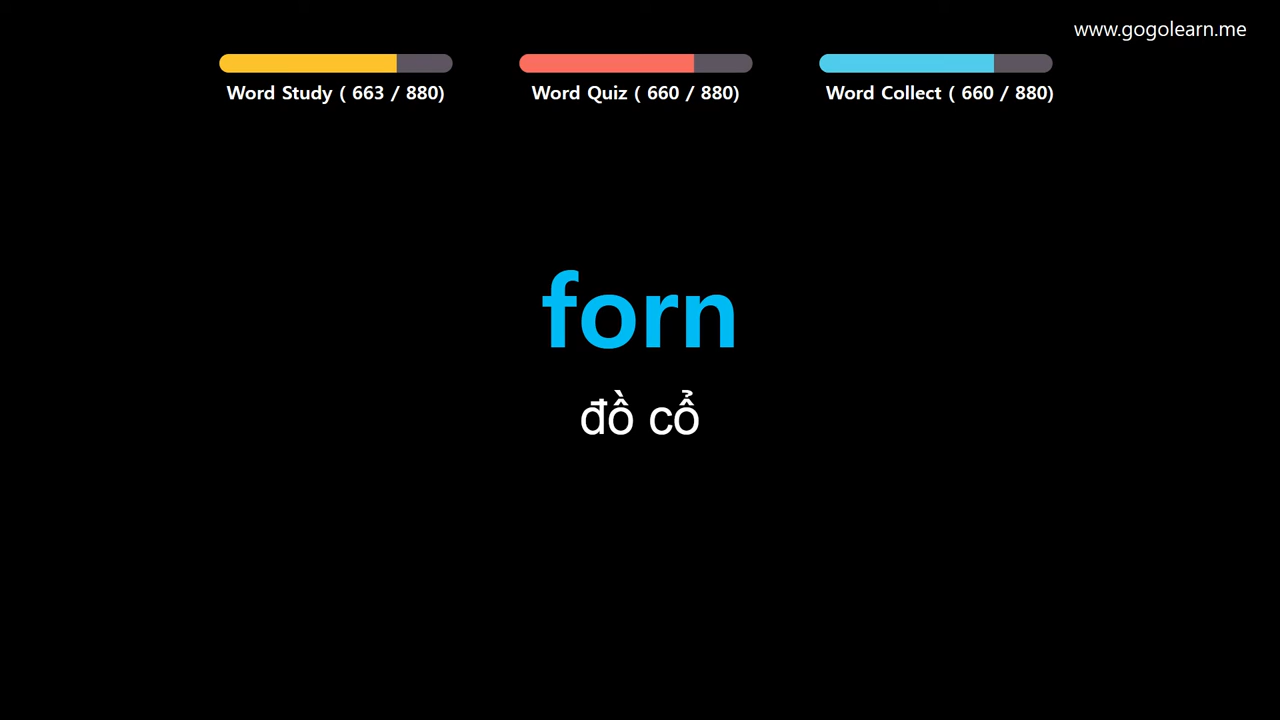 www.gogolearn.me
Word Study ( 663 / 880)
Word Quiz ( 660 / 880)
Word Collect ( 660 / 880)
forn
đồ cổ